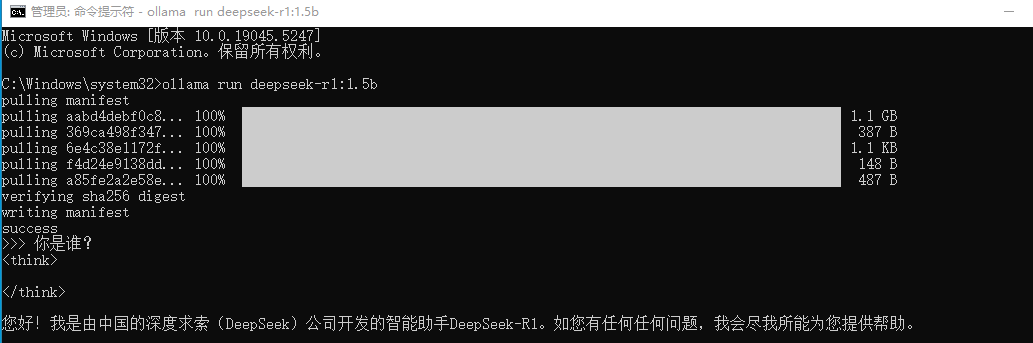 管理员: 命令提示符 - ollama  run deepseek-r1:1.5b
Microsoft Windows [版本 10.0.19045.5247]
(c) Microsoft Corporation。保留所有权利。
C:\Windows\system32>ollama run deepseek-r1:1.5b
pulling manifest
pulling aabd4debf0c8... 100% 1.1 GB
pulling 369ca498f347... 100% 387 B
pulling 6e4c38e1172f... 100% 1.1 KB
pulling f4d24e9138dd... 100% 148 B
pulling a85fe2a2e58e... 100% 487 B
verifying sha256 digest
writing manifest
success
>>> 你是谁？
<think>
</think>
您好！我是由中国的深度求索（DeepSeek）公司开发的智能助手DeepSeek-R1。如您有任何任何问题，我会尽我所能为您提供帮助。